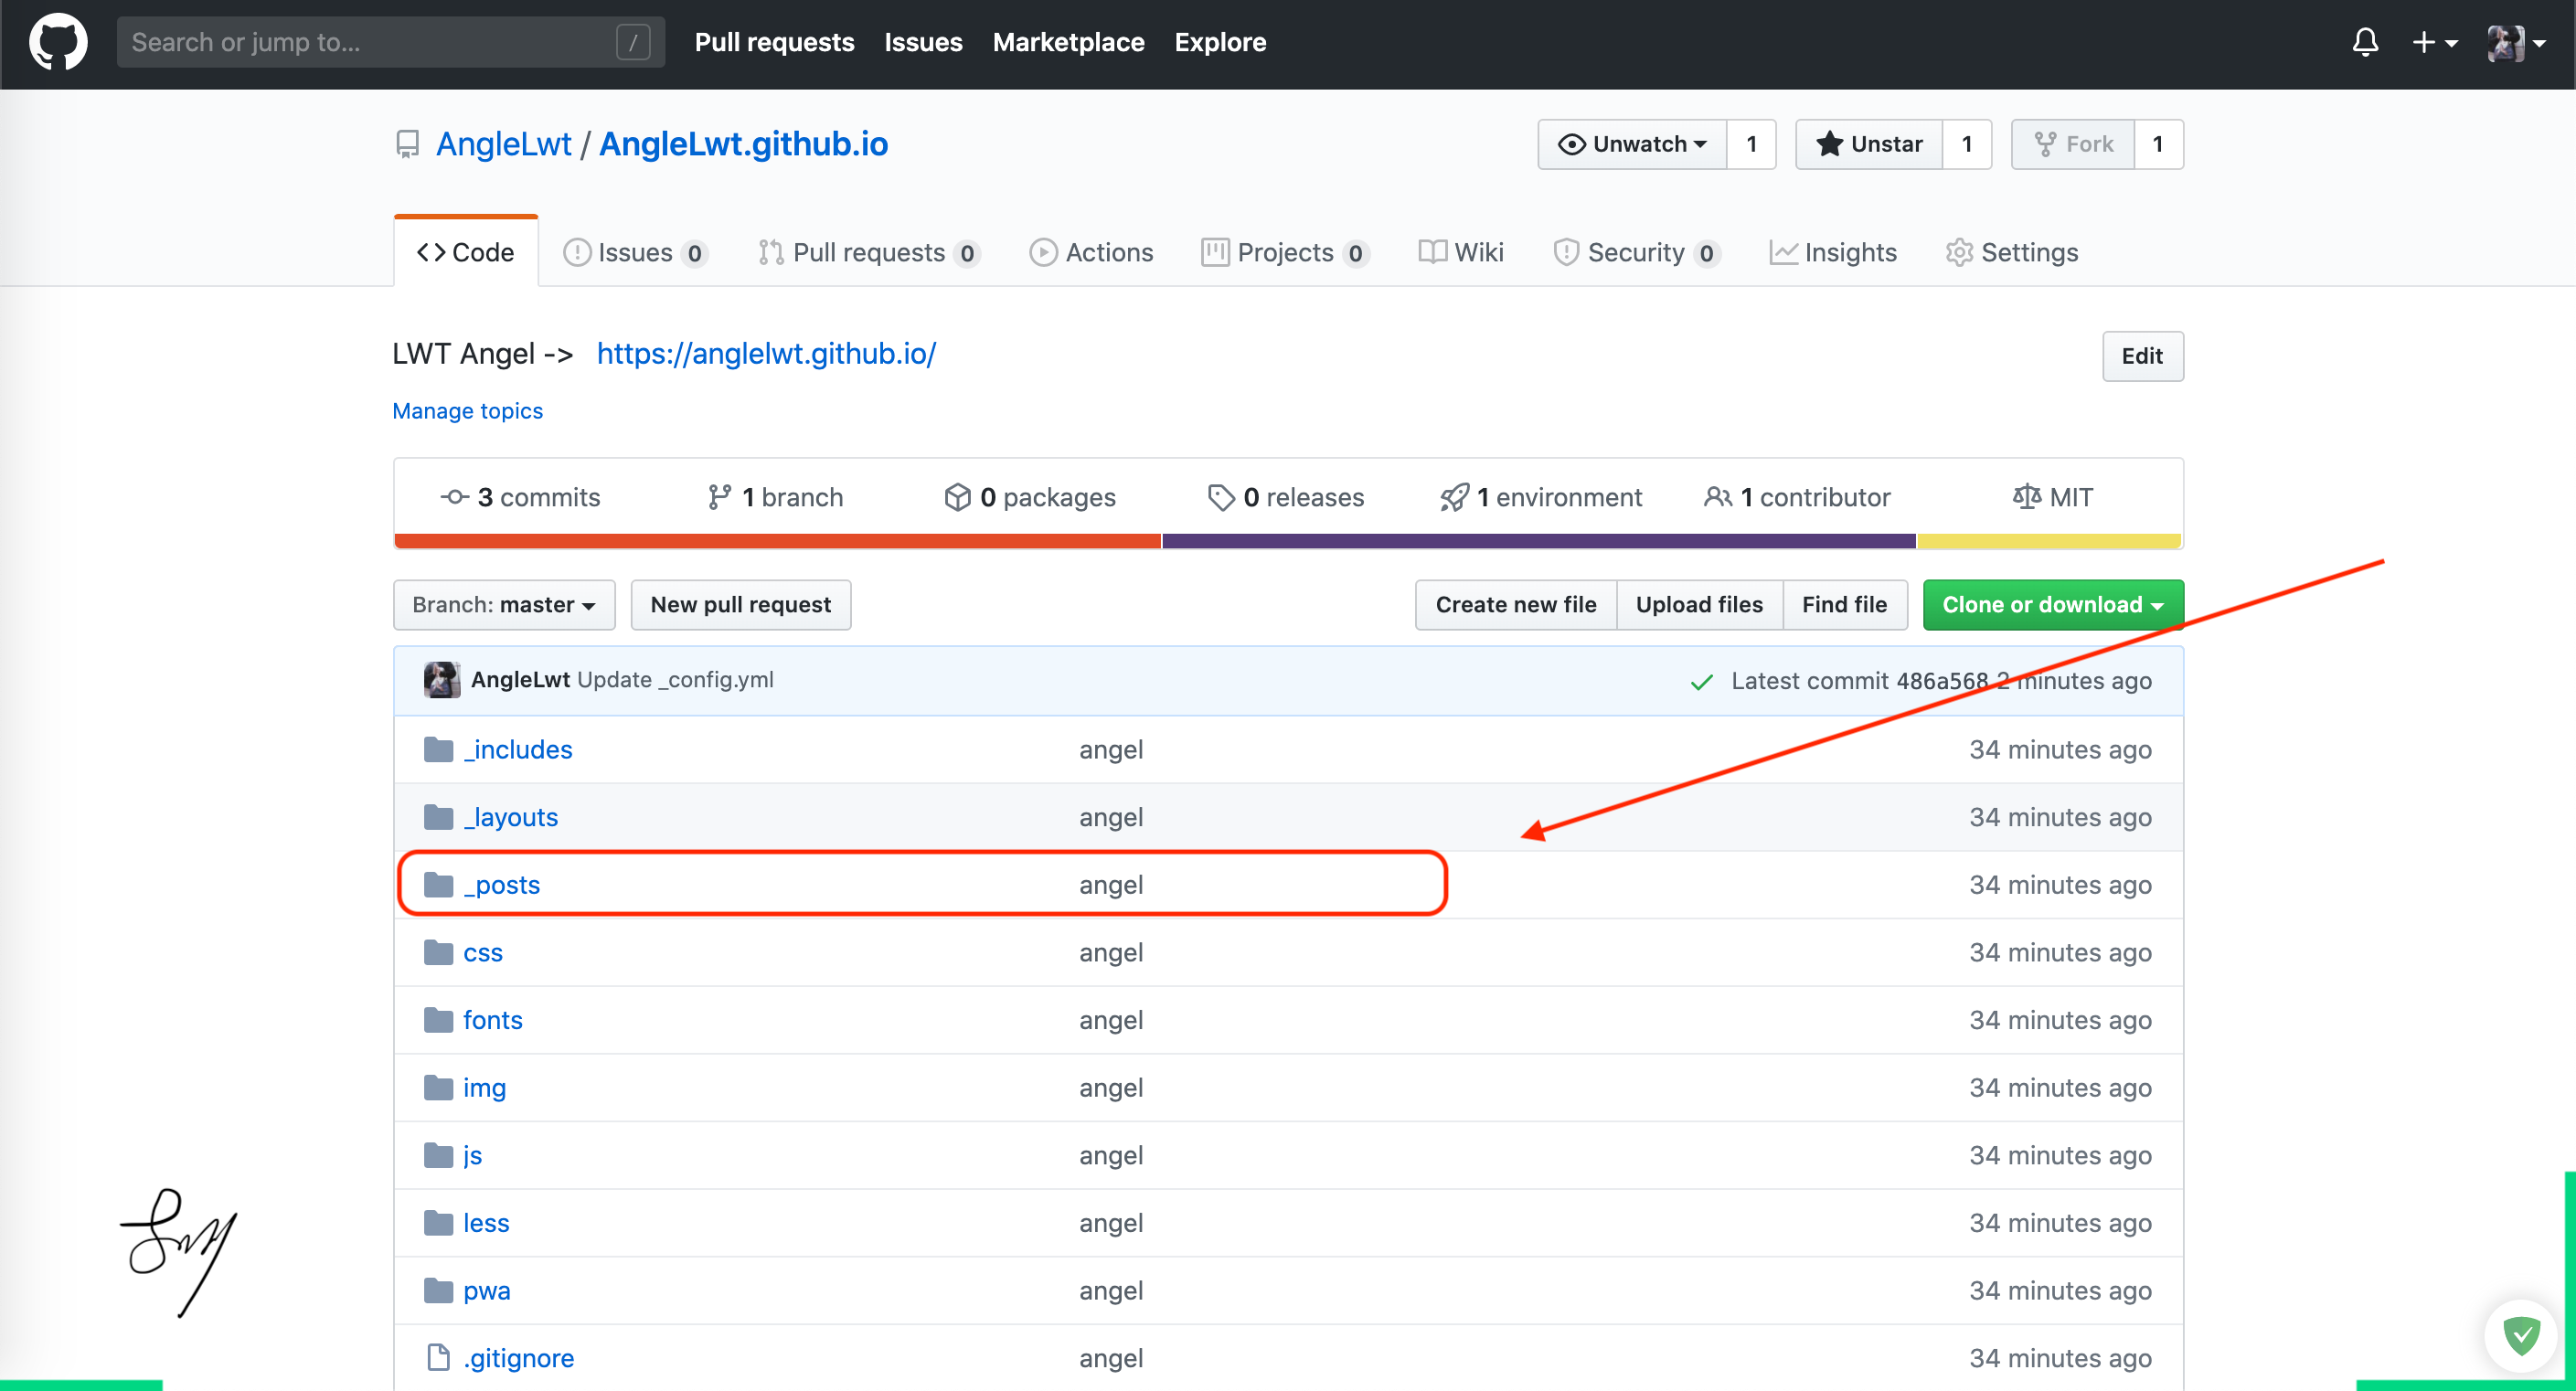 Search or jump to... /
Pull requests Issues Marketplace Explore
AngleLwt / AngleLwt.github.io
Unwatch 1 Unstar 1 Fork 1
Code Issues 0 Pull requests 0 Actions Projects 0 Wiki Security 0 Insights Settings
LWT Angel -> https://anglelwt.github.io/
Edit
Manage topics
3 commits 1 branch 0 packages 0 releases 1 environment 1 contributor MIT
Branch: master New pull request Create new file Upload files Find file Clone or download
AngleLwt Update _config.yml Latest commit 486a568 2 minutes ago
_includes angel 34 minutes ago
_layouts angel 34 minutes ago
_posts angel 34 minutes ago
css angel 34 minutes ago
fonts angel 34 minutes ago
img angel 34 minutes ago
js angel 34 minutes ago
less angel 34 minutes ago
pwa angel 34 minutes ago
.gitignore angel 34 minutes ago